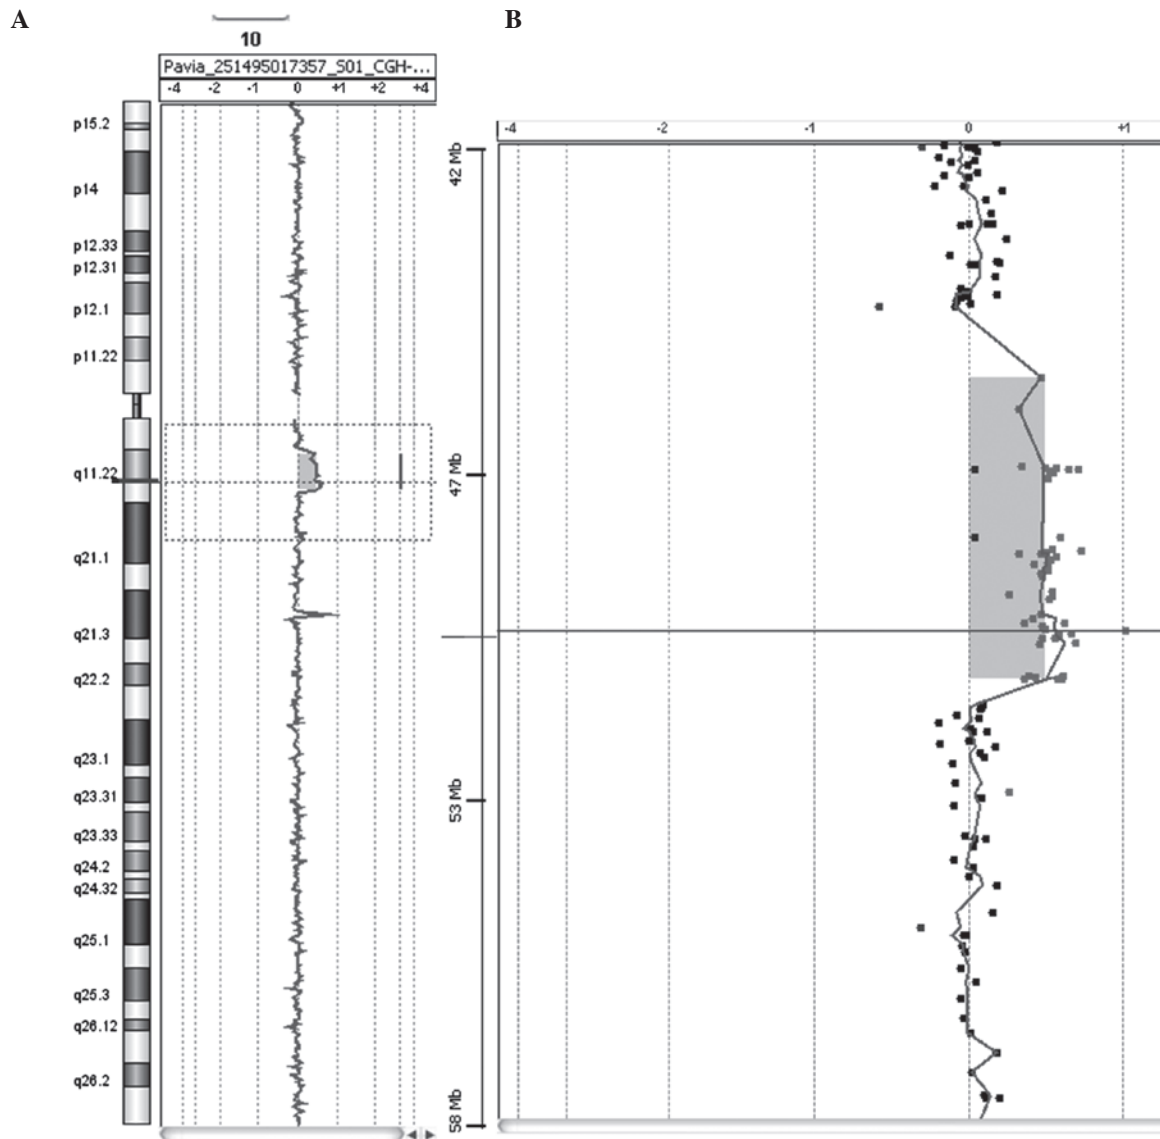 A
B
10
Pavia_251495017357_S01_CGH-...
-4 -2 -1 0 +1 +2 +4
p15.2
p14
p12.33
p12.31
p12.1
p11.22
q11.22
q21.1
q21.3
q22.2
q23.1
q23.31
q23.33
q24.2
q24.32
q25.1
q25.3
q26.12
q26.2
-4 -2 -1 0 +1
42 Mb
47 Mb
53 Mb
58 Mb